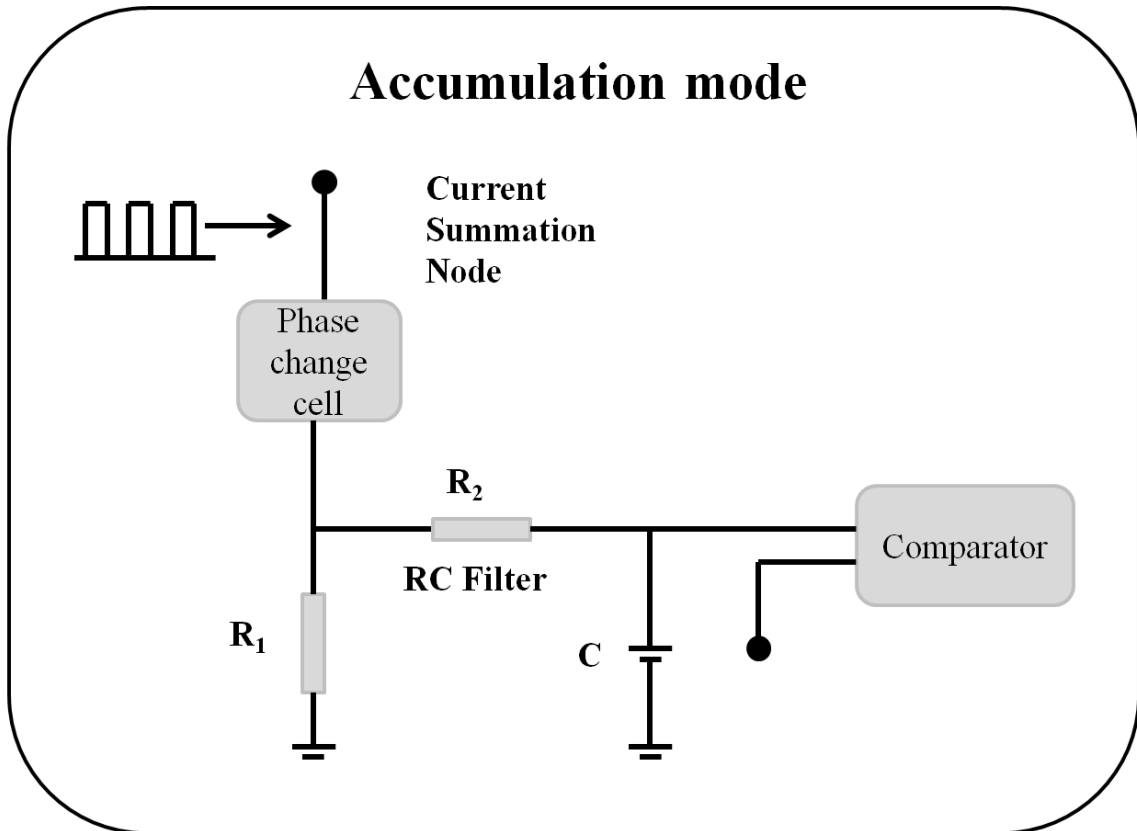 Accumulation mode
Current
Summation
Node
Phase
change
cell
R₂
RC Filter
Comparator
R₁
C